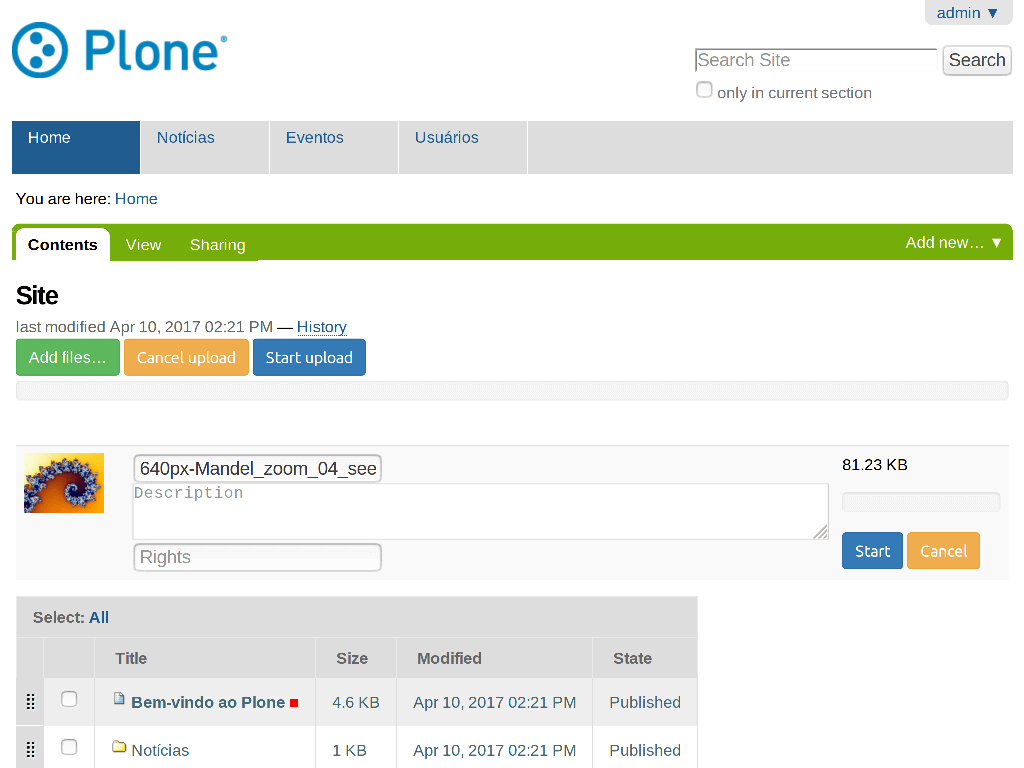 admin ▼
Plone®
Search Site
Search
only in current section
Home Notícias Eventos Usuários
You are here: Home
Contents View Sharing Add new… ▼
Site
last modified Apr 10, 2017 02:21 PM — History
Add files… Cancel upload Start upload
640px-Mandel_zoom_04_see
81.23 KB
Description
Rights
Start Cancel
Select: All
Title Size Modified State
Bem-vindo ao Plone 4.6 KB Apr 10, 2017 02:21 PM Published
Notícias 1 KB Apr 10, 2017 02:21 PM Published